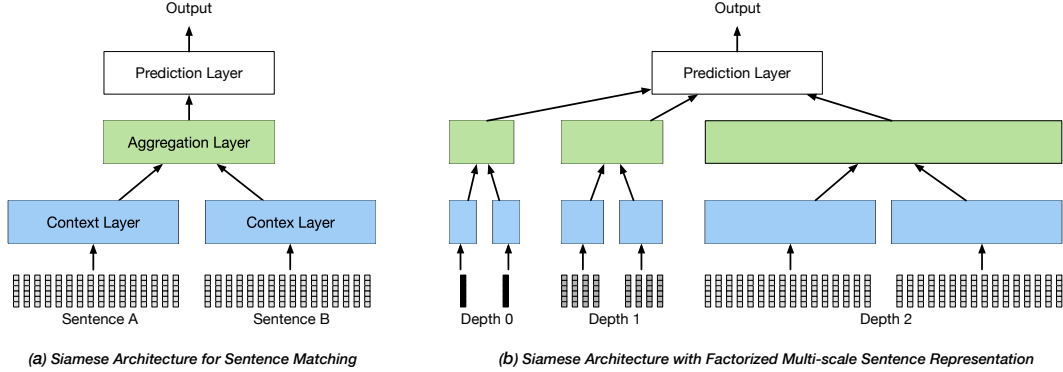 Output
Prediction Layer
Aggregation Layer
Context Layer
Contex Layer
Sentence A
Sentence B
(a) Siamese Architecture for Sentence Matching
Output
Prediction Layer
Depth 0
Depth 1
Depth 2
(b) Siamese Architecture with Factorized Multi-scale Sentence Representation